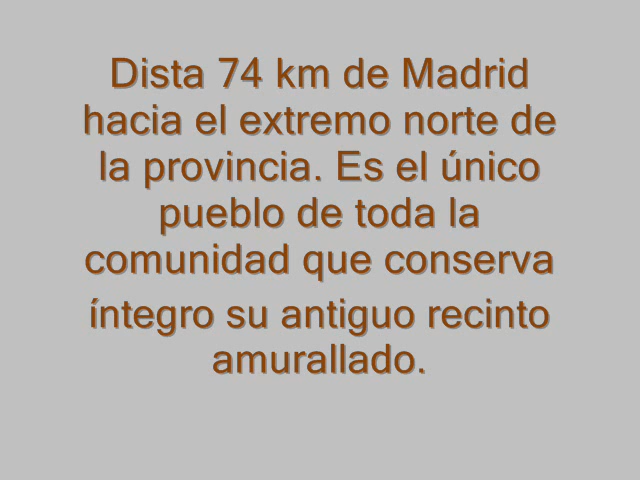 Dista 74 km de Madrid
hacia el extremo norte de
la provincia. Es el único
pueblo de toda la
comunidad que conserva
íntegro su antiguo recinto
amurallado.